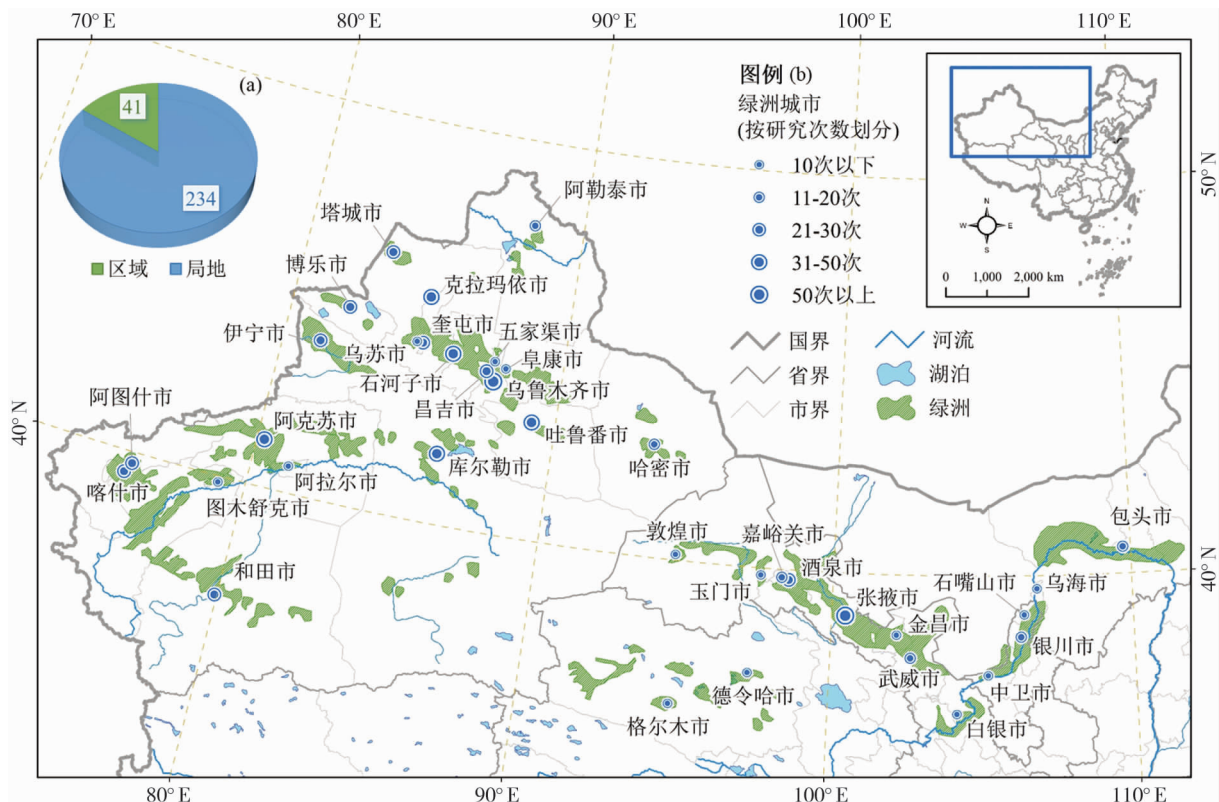 70° E
80° E
90° E
100° E
110° E
(a)
41
234
区域
局地
图例 (b)
绿洲城市
(按研究次数划分)
10次以下
11-20次
21-30次
31-50次
50次以上
国界
省界
市界
河流
湖泊
绿洲
N
W
E
S
0 1,000 2,000 km
50° N
40° N
40° N
阿勒泰市
塔城市
博乐市
克拉玛依市
伊宁市
奎屯市
乌苏市
五家渠市
石河子市
阜康市
昌吉市
乌鲁木齐市
阿图什市
阿克苏市
吐鲁番市
库尔勒市
哈密市
喀什市
阿拉尔市
图木舒克市
和田市
敦煌市
嘉峪关市
酒泉市
玉门市
张掖市
金昌市
武威市
包头市
石嘴山市
乌海市
银川市
中卫市
白银市
德令哈市
格尔木市
80° E
90° E
100° E
110° E